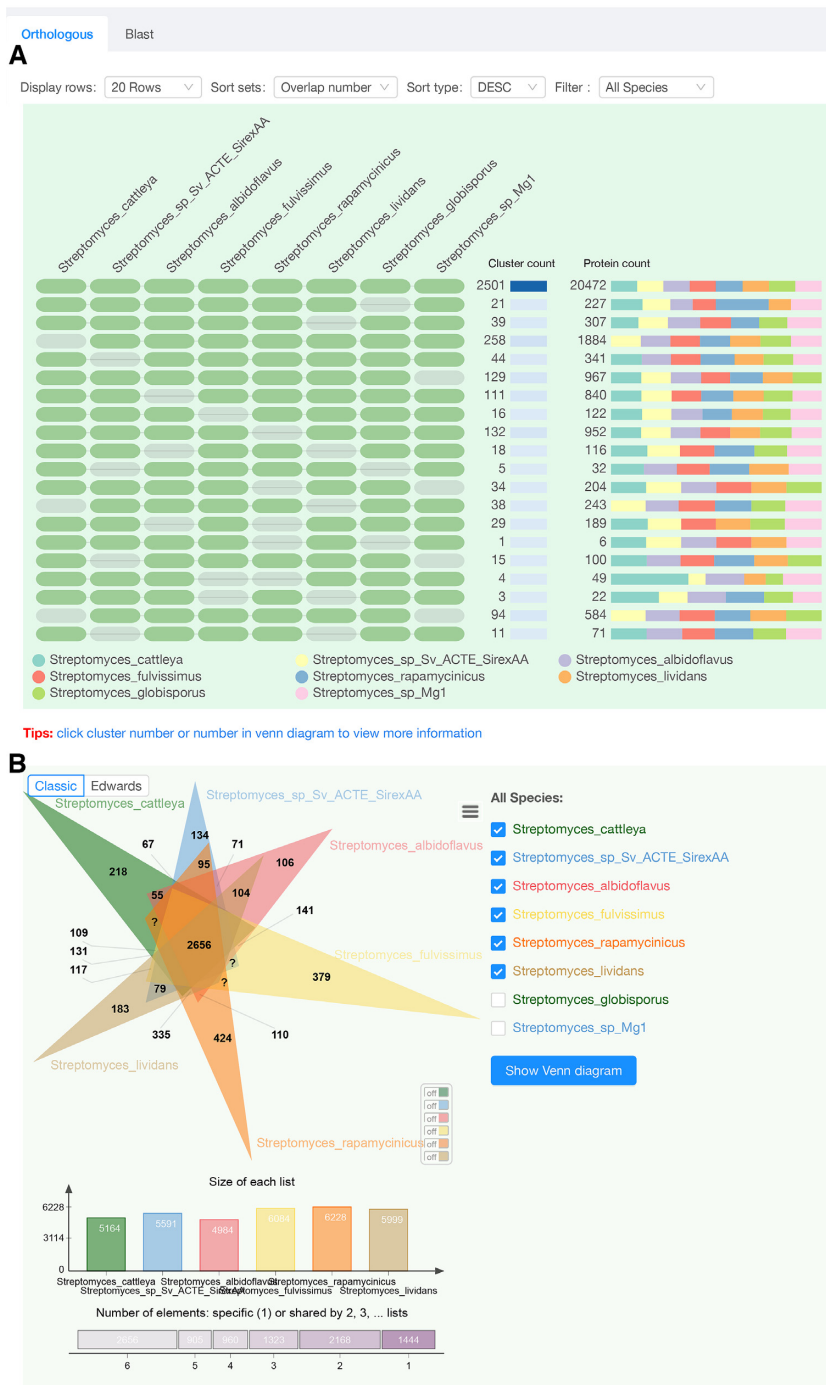 Orthologous Blast
A
Display rows: 20 Rows Sort sets: Overlap number Sort type: DESC Filter : All Species
Streptomyces_cattleya
Streptomyces_sp_Sv_ACTE_SirexAA
Streptomyces_albidoflavus
Streptomyces_fulvissimus
Streptomyces_rapamycinicus
Streptomyces_lividans
Streptomyces_globisporus
Streptomyces_sp_Mg1
Cluster count Protein count
2501 20472
21 227
39 307
258 1884
44 341
129 967
111 840
16 122
132 952
18 116
5 32
34 204
38 243
29 189
1 6
15 100
4 49
3 22
94 584
11 71
Streptomyces_cattleya Streptomyces_sp_Sv_ACTE_SirexAA Streptomyces_albidoflavus
Streptomyces_fulvissimus Streptomyces_rapamycinicus Streptomyces_lividans
Streptomyces_globisporus Streptomyces_sp_Mg1
Tips: click cluster number or number in venn diagram to view more information
B
Classic Edwards
Streptomyces_cattleya
Streptomyces_sp_Sv_ACTE_SirexAA
Streptomyces_albidoflavus
Streptomyces_fulvissimus
Streptomyces_lividans
Streptomyces_rapamycinicus
134
67
71
95
106
218
55
104
141
?
109
131
117
2656
?
?
379
79
183
335
424
110
off
off
off
off
off
off
All Species:
Streptomyces_cattleya
Streptomyces_sp_Sv_ACTE_SirexAA
Streptomyces_albidoflavus
Streptomyces_fulvissimus
Streptomyces_rapamycinicus
Streptomyces_lividans
Streptomyces_globisporus
Streptomyces_sp_Mg1
Show Venn diagram
Size of each list
6228
3114
0
5164 5591 4964 6228 5999
Streptomyces_cattleya Streptomyces_albidoflavus Streptomyces_rapamycinicus
Streptomyces_sp_Sv_ACTE_SirexAA Streptomyces_fulvissimus Streptomyces_lividans
Number of elements: specific (1) or shared by 2, 3, ... lists
2656 905 960 1323 2168 1444
6 5 4 3 2 1